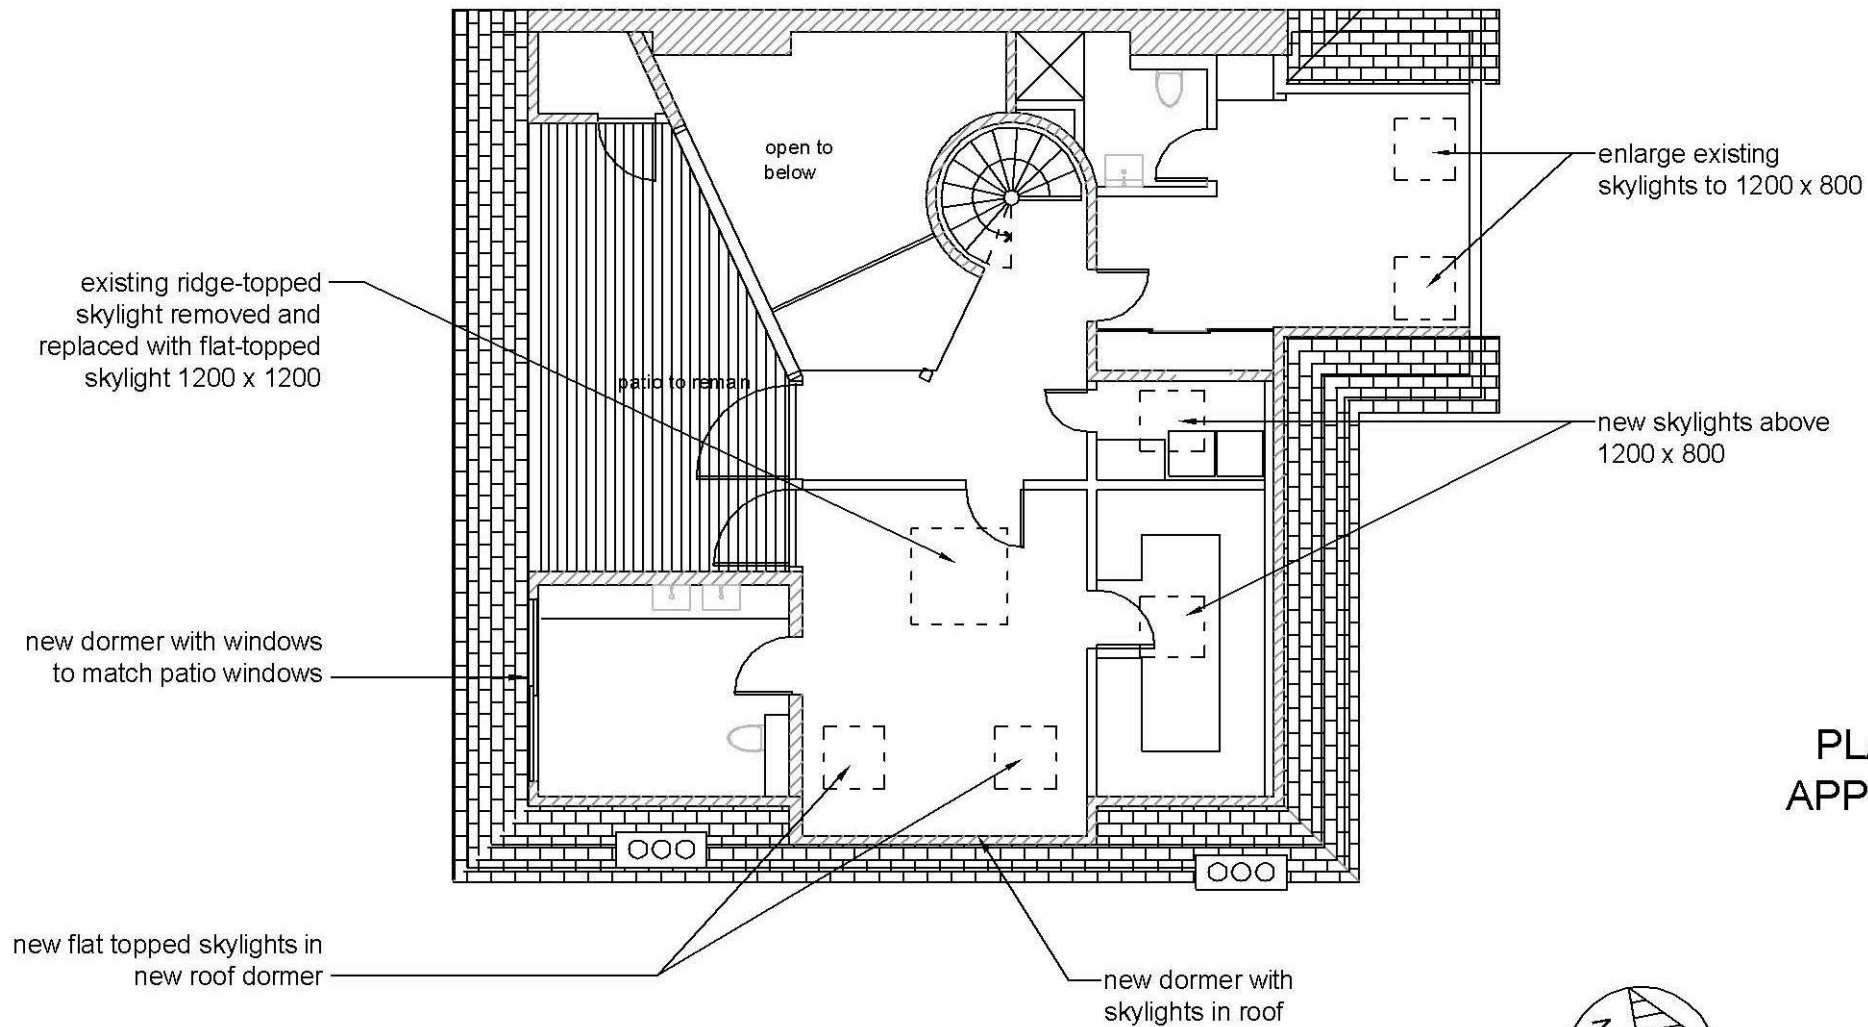 open to
below
enlarge existing
skylights to 1200 x 800
existing ridge-topped
skylight removed and
replaced with flat-topped
skylight 1200 x 1200
patio to remain
new skylights above
1200 x 800
new dormer with windows
to match patio windows
new flat topped skylights in
new roof dormer
new dormer with
skylights in roof
N